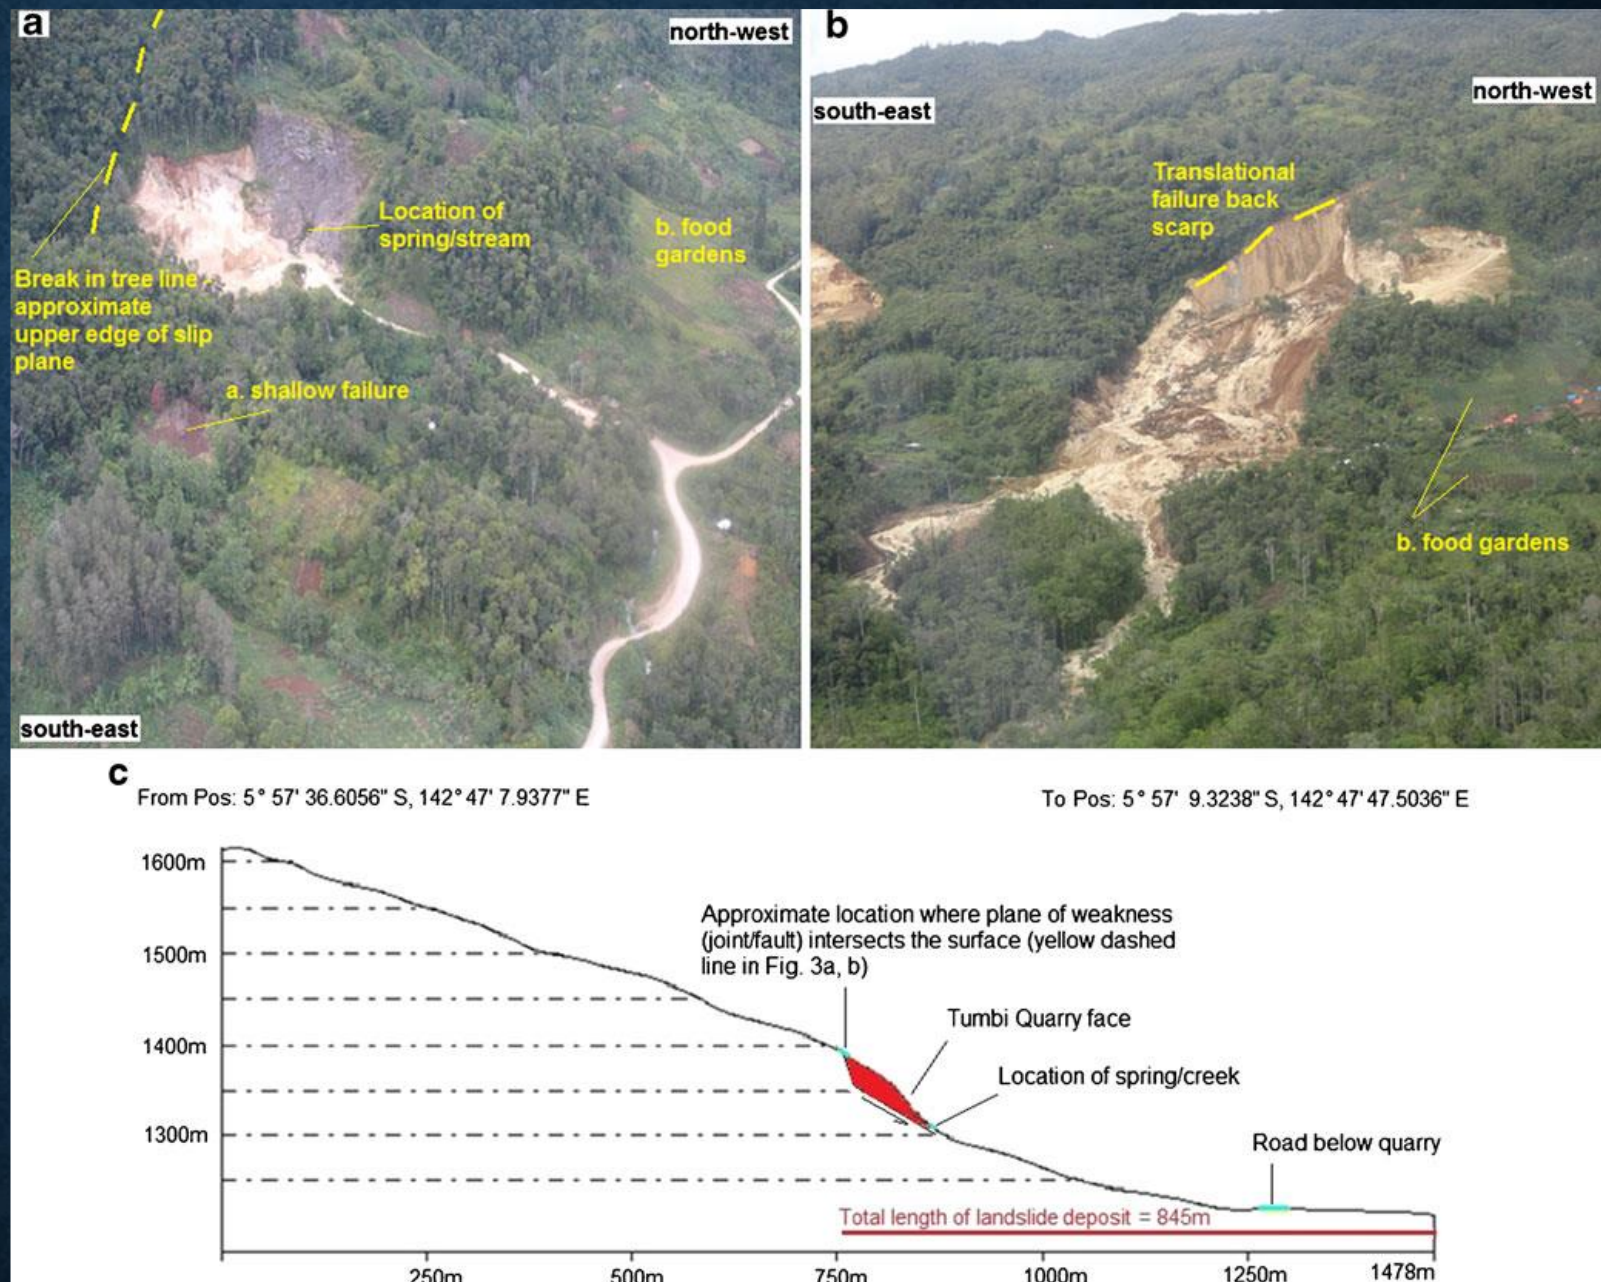 a
north-west
Location of
spring/stream
b. food
gardens
Break in tree line -
approximate
upper edge of slip
plane
a. shallow failure
south-east
b
south-east
north-west
Translational
failure back
scarp
b. food gardens
c
From Pos: 5° 57' 36.6056" S, 142° 47' 7.9377" E
To Pos: 5° 57' 9.3238" S, 142° 47' 47.5036" E
1600m
1500m
1400m
1300m
Approximate location where plane of weakness
(joint/fault) intersects the surface (yellow dashed
line in Fig. 3a, b)
Tumbi Quarry face
Location of spring/creek
Road below quarry
Total length of landslide deposit = 845m
250m
500m
750m
1000m
1250m
1478m